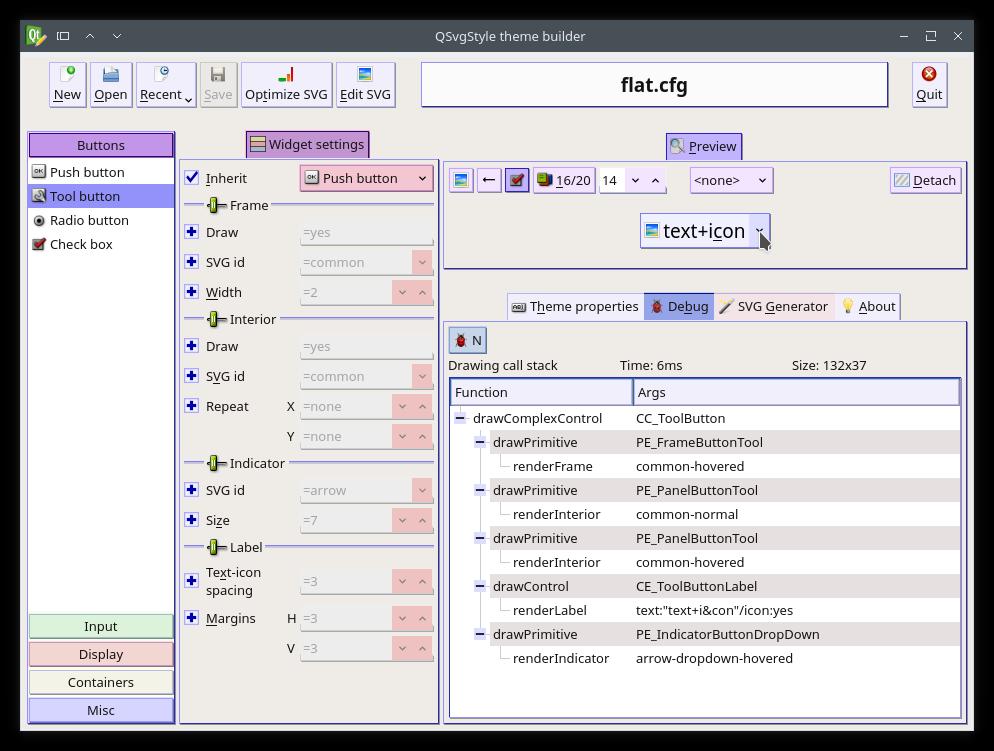 QSvgStyle theme builder
New Open Recent Save Optimize SVG Edit SVG flat.cfg Quit
Buttons
Push button
Tool button
Radio button
Check box
Input
Display
Containers
Misc
Widget settings
Inherit Push button
Frame
Draw =yes
SVG id =common
Width =2
Interior
Draw =yes
SVG id =common
Repeat X =none
Y =none
Indicator
SVG id =arrow
Size =7
Label
Text-icon
spacing =3
Margins H =3
V =3
Preview
16/20 14 <none> Detach
text+icon
Theme properties Debug SVG Generator About
N
Drawing call stack Time: 6ms Size: 132x37
Function Args
drawComplexControl CC_ToolButton
drawPrimitive PE_FrameButtonTool
renderFrame common-hovered
drawPrimitive PE_PanelButtonTool
renderInterior common-normal
drawPrimitive PE_PanelButtonTool
renderInterior common-hovered
drawControl CE_ToolButtonLabel
renderLabel text:"text+i&con"/icon:yes
drawPrimitive PE_IndicatorButtonDropDown
renderIndicator arrow-dropdown-hovered